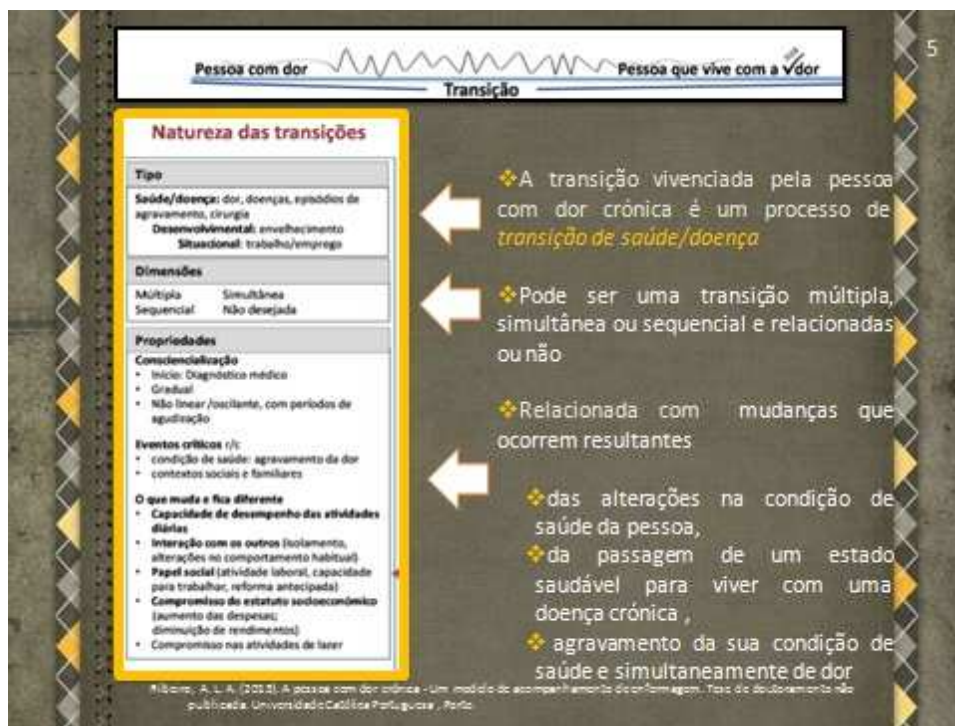 5
Pessoa com dor
Pessoa que vive com a dor
Transição
Natureza das transições
Tipo
Saúde/doença: dor, doenças, episódios de
agravamento, cirurgia
Desenvolvimental: envelhecimento
Situacional: trabalho/emprego
Dimensões
Múltipla Simultânea
Sequencial Não desejada
Propriedades
Consciencialização
• Início: Diagnóstico médico
• Gradual
• Não linear /oscilante, com períodos de
agudização
Eventos críticos r/c
• condição de saúde: agravamento da dor
• contextos sociais e familiares
O que muda e fica diferente
• Capacidade de desempenho das atividades
diárias
• Interação com os outros (isolamento,
alterações no comportamento habitual)
• Papel social (atividade laboral, capacidade
para trabalhar, reforma antecipada)
• Compromisso do estatuto socioeconómico
(aumento das despesas;
diminuição de rendimentos)
• Compromisso nas atividades de lazer
❖A transição vivenciada pela pessoa
com dor crónica é um processo de
transição de saúde/doença
❖Pode ser uma transição múltipla,
simultânea ou sequencial e relacionadas
ou não
❖Relacionada com mudanças que
ocorrem resultantes
❖das alterações na condição de
saúde da pessoa,
❖da passagem de um estado
saudável para viver com uma
doença crónica ,
❖ agravamento da sua condição de
saúde e simultaneamente de dor
Ribeiro, A. L. A. (2013). A pessoa com dor crónica - Um modelo de acompanhamento de enfermagem. Tese de doutoramento não
publicada. Universidade Católica Portuguesa , Porto.